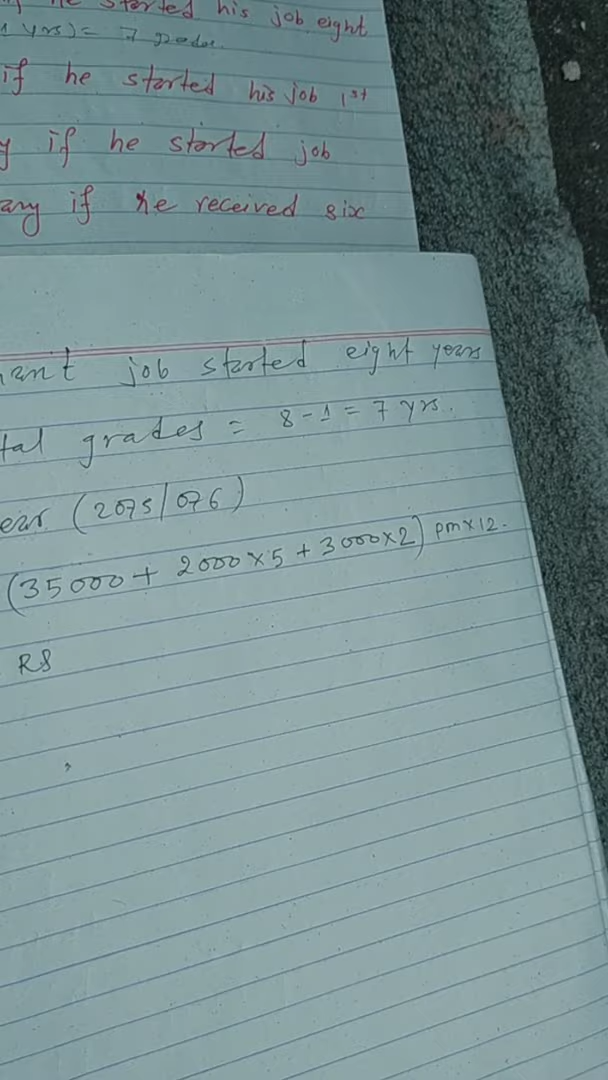 started his job eight
yrs) = 7
if he started his job 1st
if he started job
if he received six
job started eight years
grades = 8-1 = 7 yrs.
(2075/076)
(35000 + 2000×5 + 3000×2) pm×12.
RS